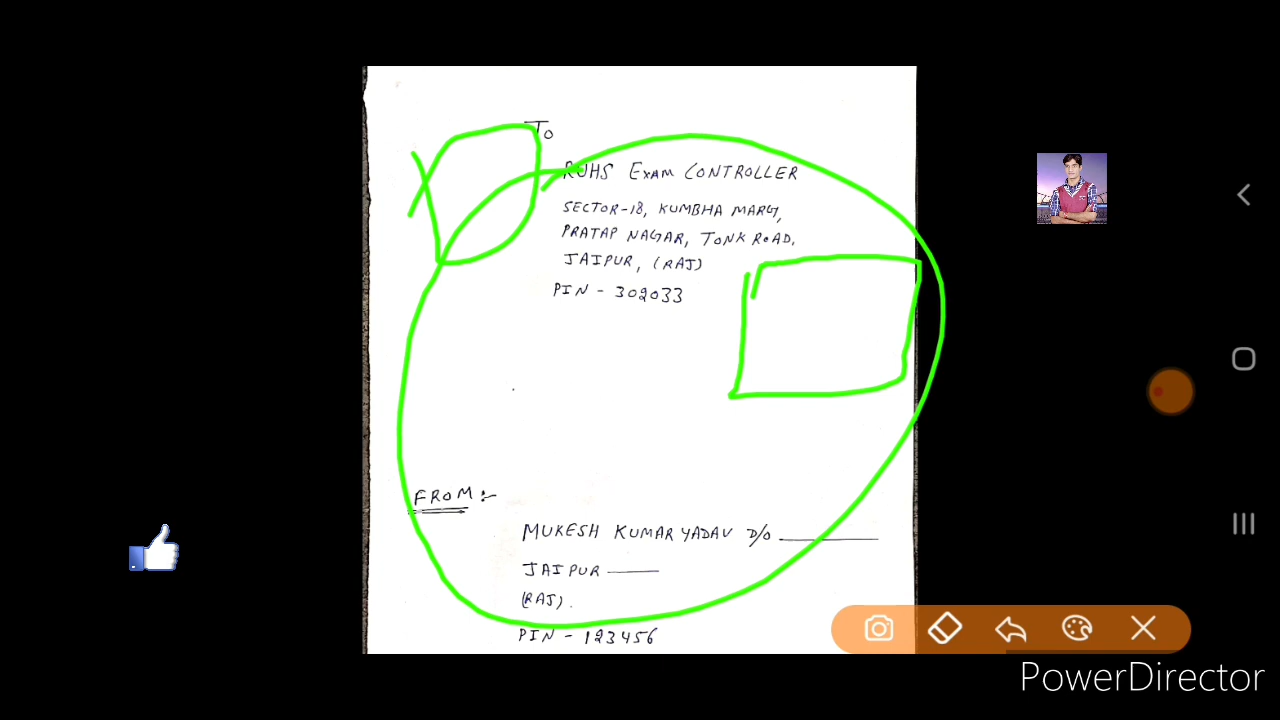 To
RUHS EXAM CONTROLLER
SECTOR-18, KUMBHA MARG,
PRATAP NAGAR, TONK ROAD,
JAIPUR, (RAJ)
PIN - 302033
FROM :-
MUKESH KUMAR YADAV D/O
JAIPUR
(RAJ).
PIN - 123456
PowerDirector